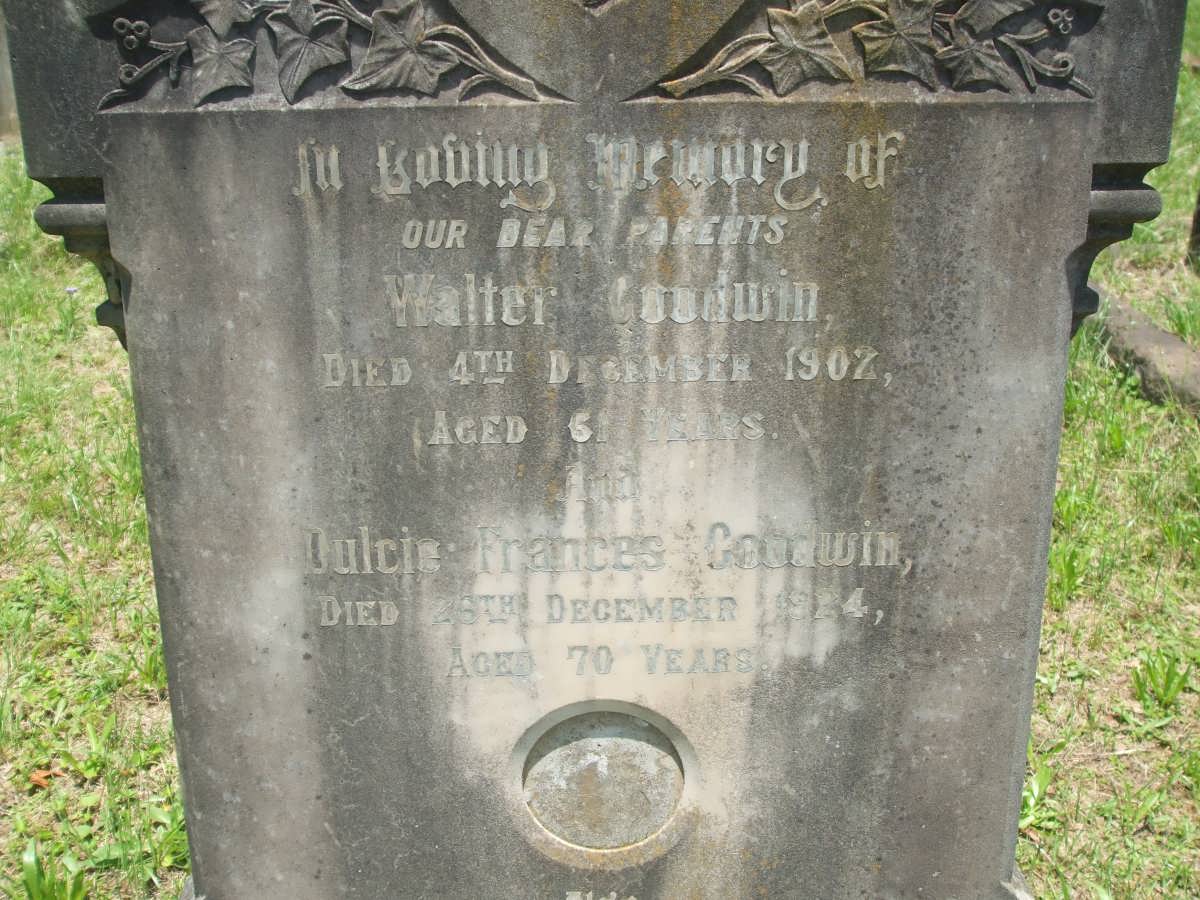 In Loving Memory of
OUR DEAR PARENTS
Walter Goodwin,
DIED 4TH DECEMBER 1902,
AGED 61 YEARS.
And
Dulcie Frances Goodwin,
DIED 28TH DECEMBER 1924,
AGED 70 YEARS.